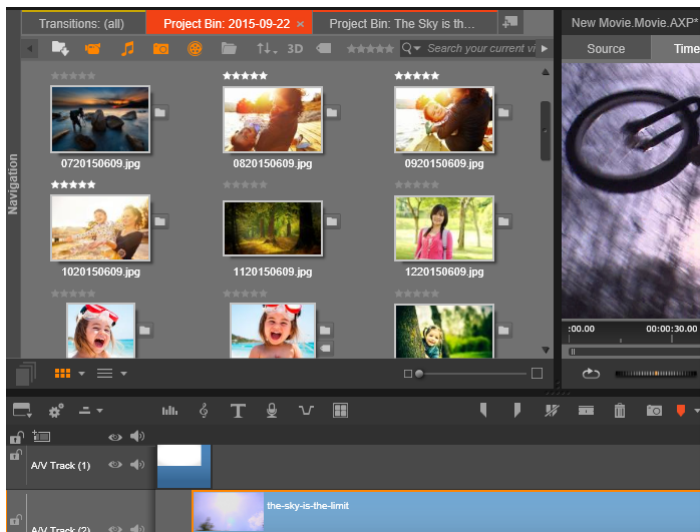 Transitions: (all)
Project Bin: 2015-09-22
Project Bin: The Sky is th...
New Movie.Movie.AXP*
3D
Search your current vi
Source
Time
Navigation
0720150609.jpg
0820150609.jpg
0920150609.jpg
1020150609.jpg
1120150609.jpg
1220150609.jpg
:00.00
00:00:30.00
A/V Track (1)
the-sky-is-the-limit
A/V Track (2)